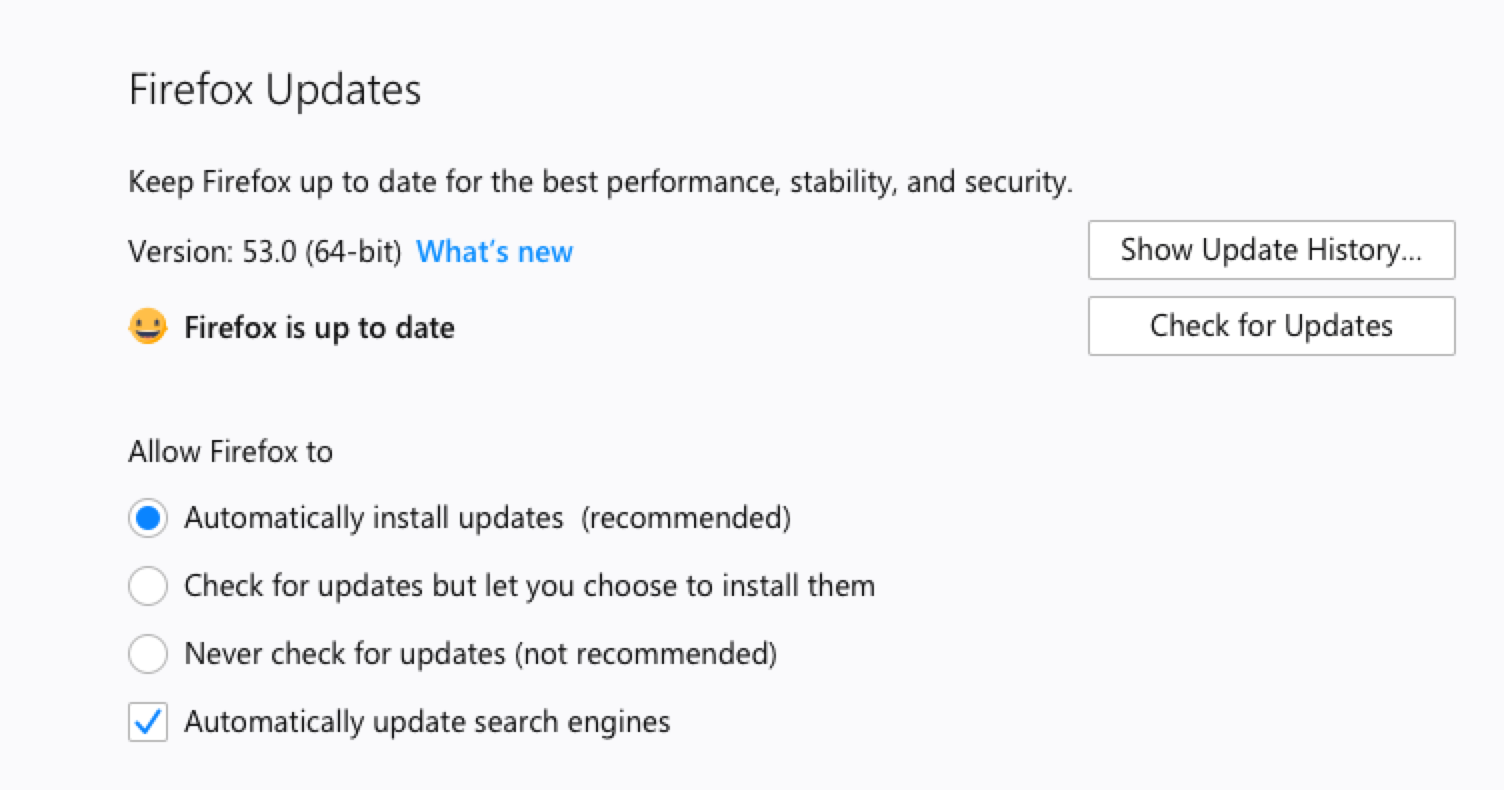 Firefox Updates
Keep Firefox up to date for the best performance, stability, and security.
Version: 53.0 (64-bit) What's new
Show Update History...
Firefox is up to date
Check for Updates
Allow Firefox to
Automatically install updates (recommended)
Check for updates but let you choose to install them
Never check for updates (not recommended)
Automatically update search engines